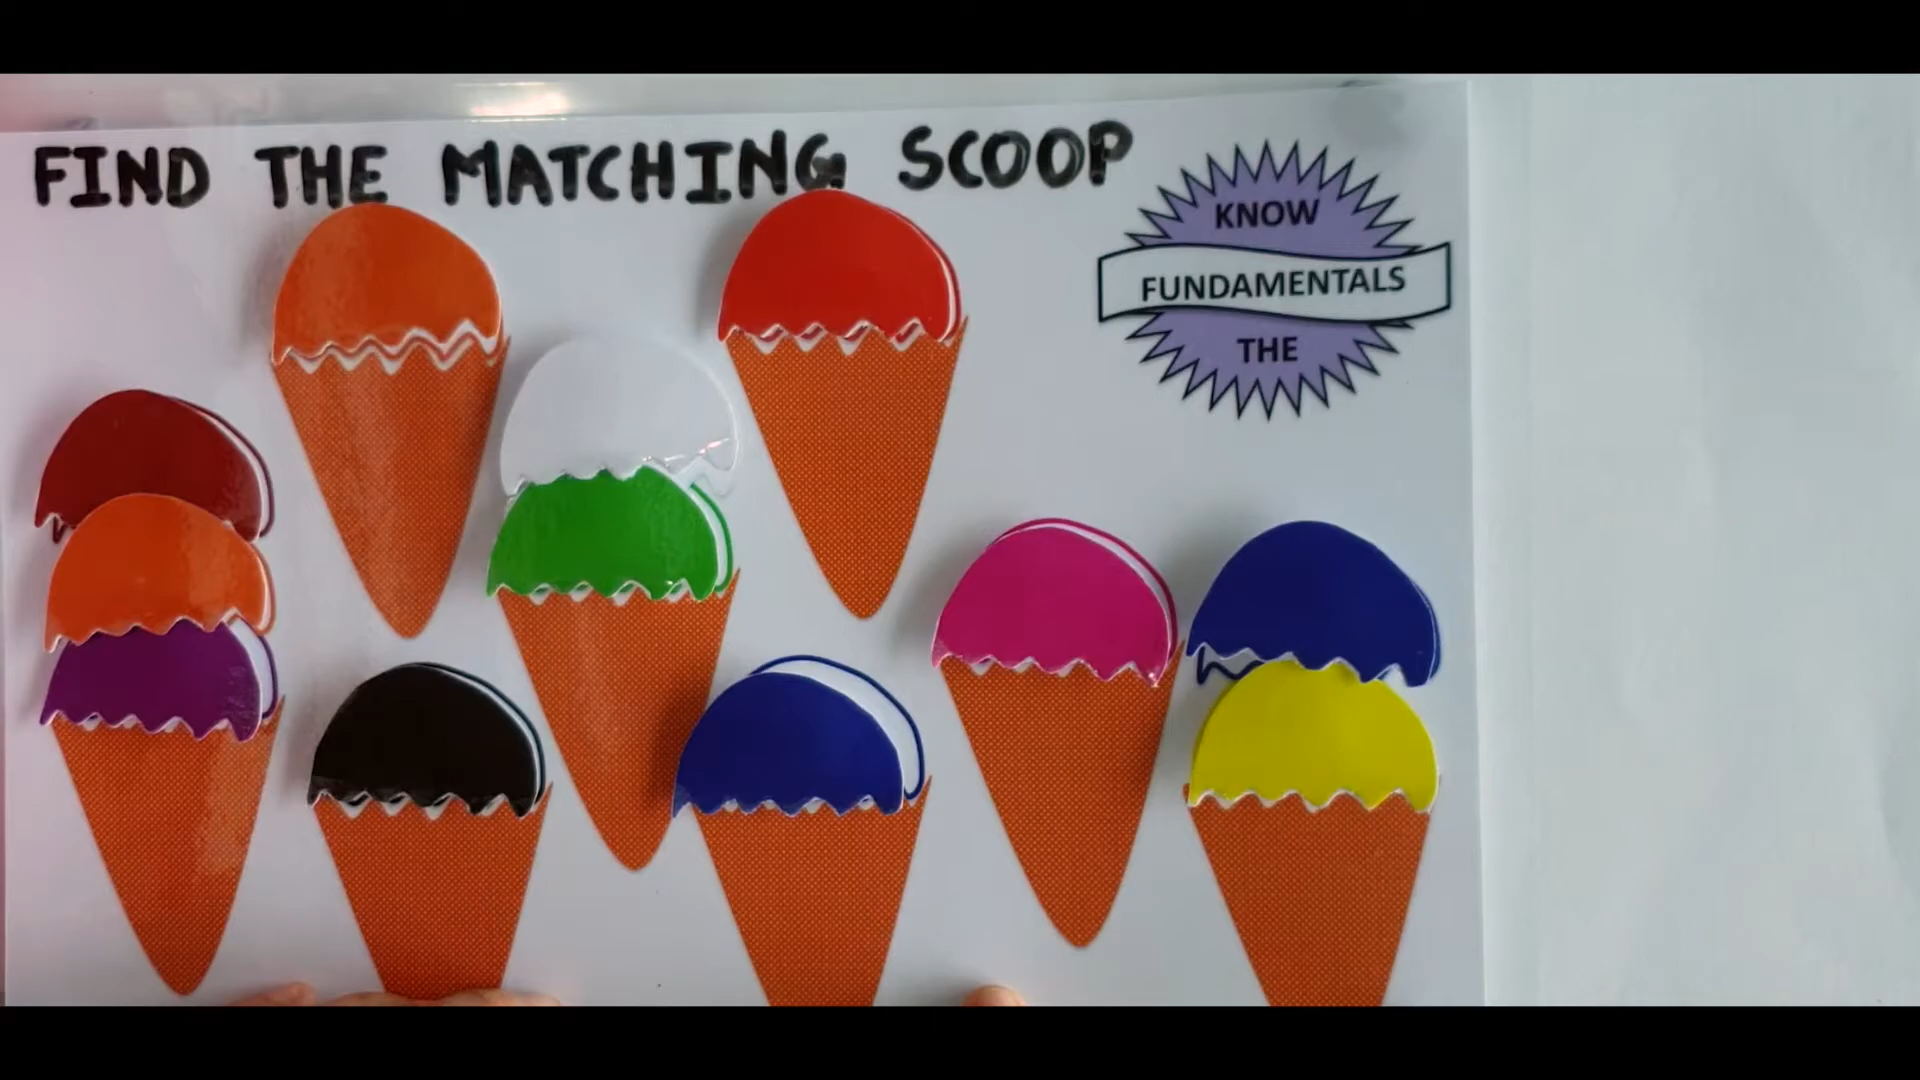 FIND THE MATCHING SCOOP
KNOW
FUNDAMENTALS
THE